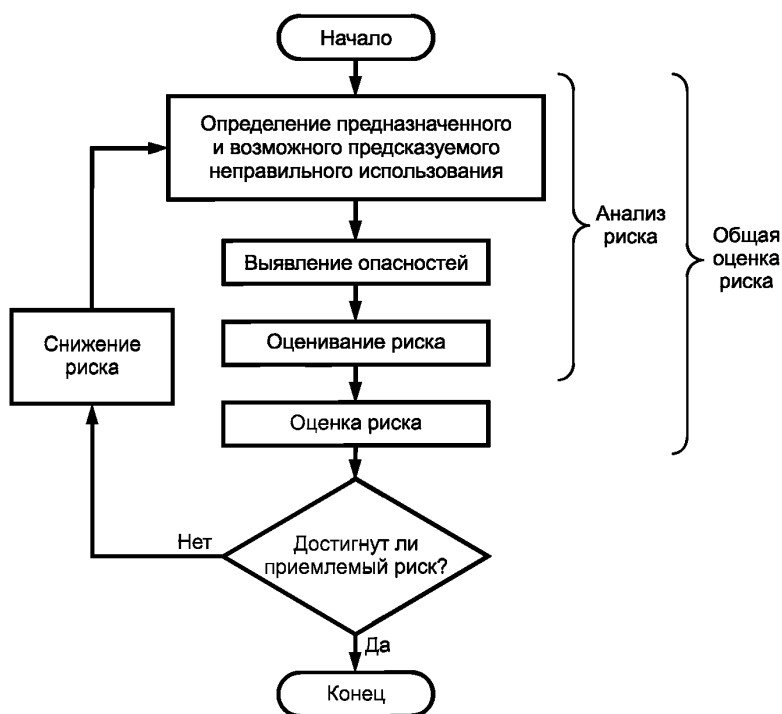 Начало
Определение предназначенного
и возможного предсказуемого
неправильного использования
Анализ
риска
Общая
оценка
риска
Выявление опасностей
Снижение
риска
Оценивание риска
Оценка риска
Нет
Достигнут ли
приемлемый риск?
Да
Конец